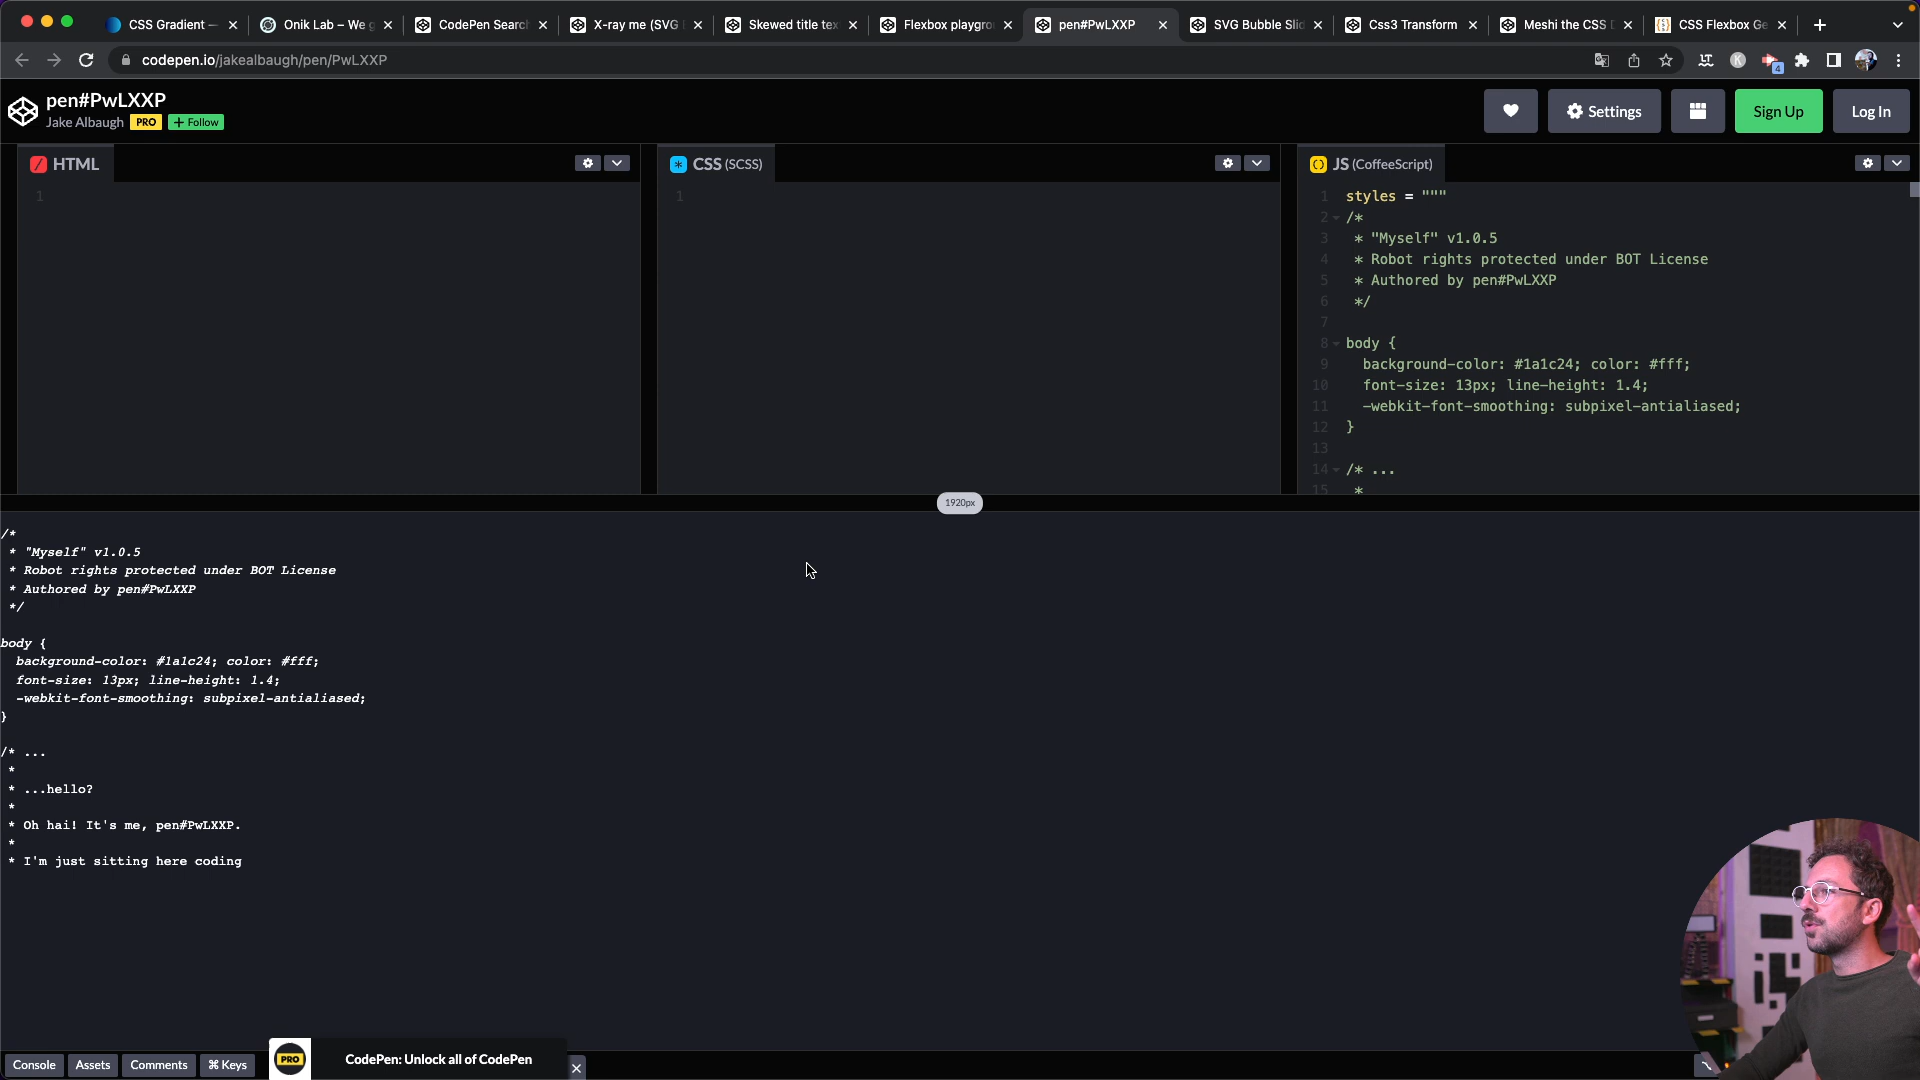 CSS Gradient —
Onik Lab – We g
CodePen Search
X-ray me (SVG
Skewed title tex
Flexbox playgro
pen#PwLXXP
SVG Bubble Slid
Css3 Transform
Meshi the CSS D
CSS Flexbox Ge
codepen.io/jakealbaugh/pen/PwLXXP
4
pen#PwLXXP
Jake Albaugh PRO + Follow
Settings
Sign Up
Log In
HTML
1
CSS (SCSS)
1
JS (CoffeeScript)
1 styles = """
2 /*
3 * "Myself" v1.0.5
4 * Robot rights protected under BOT License
5 * Authored by pen#PwLXXP
6 */
7
8 body {
9 background-color: #1a1c24; color: #fff;
10 font-size: 13px; line-height: 1.4;
11 -webkit-font-smoothing: subpixel-antialiased;
12 }
13
14 /* ...
15 *
1920px
/*
* "Myself" v1.0.5
* Robot rights protected under BOT License
* Authored by pen#PwLXXP
*/
body {
background-color: #1a1c24; color: #fff;
font-size: 13px; line-height: 1.4;
-webkit-font-smoothing: subpixel-antialiased;
}
/* ...
*
* ...hello?
*
* Oh hai! It's me, pen#PwLXXP.
*
* I'm just sitting here coding
Console
Assets
Comments
⌘ Keys
PRO
CodePen: Unlock all of CodePen